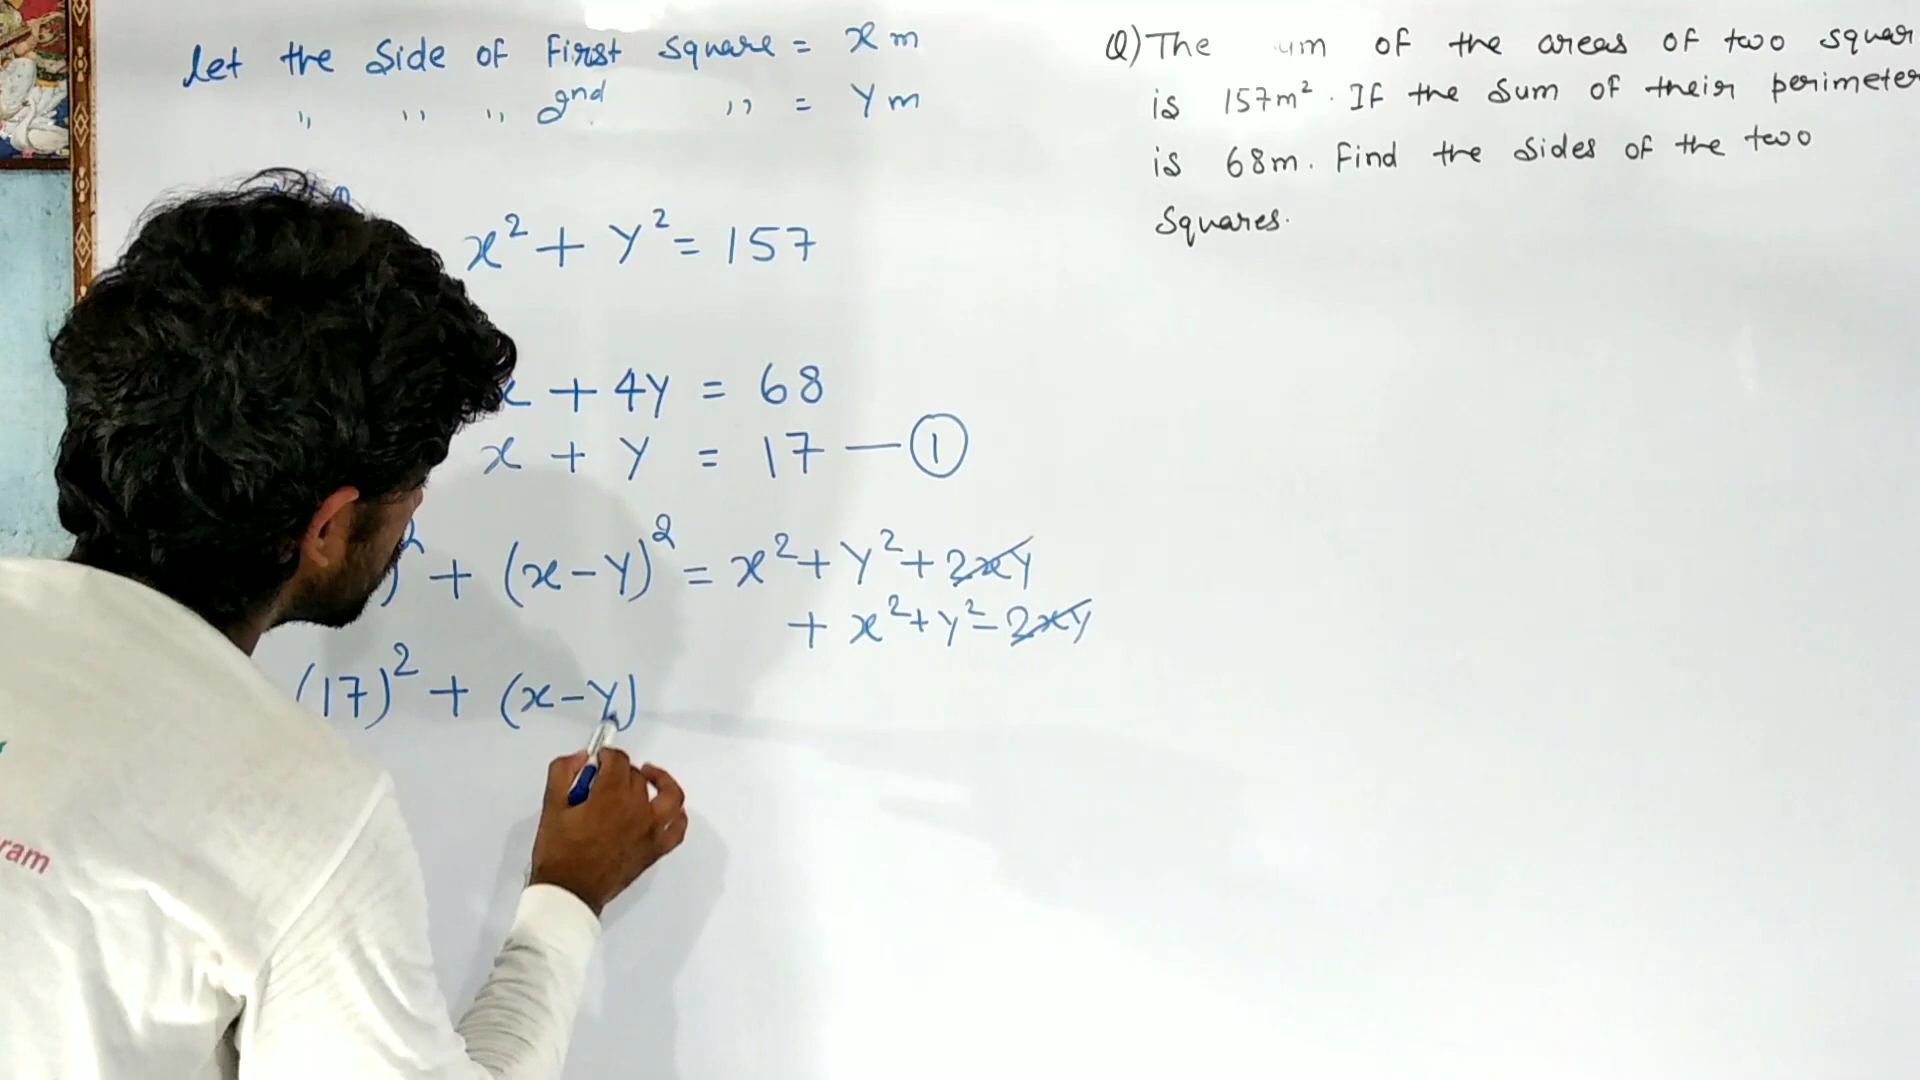 let the Side of First Square = x m
,, ,, ,, 2nd ,, = Y m
x² + Y² = 157
x + 4Y = 68
x + Y = 17 — ①
)² + (x-Y)² = x² + Y² + 2xY
+ x² + y² - 2xy
(17)² + (x-Y)
ram
Q) The um of the areas of two squar
is 157m². If the Sum of their perimeter
is 68m. Find the Sides of the two
Squares.